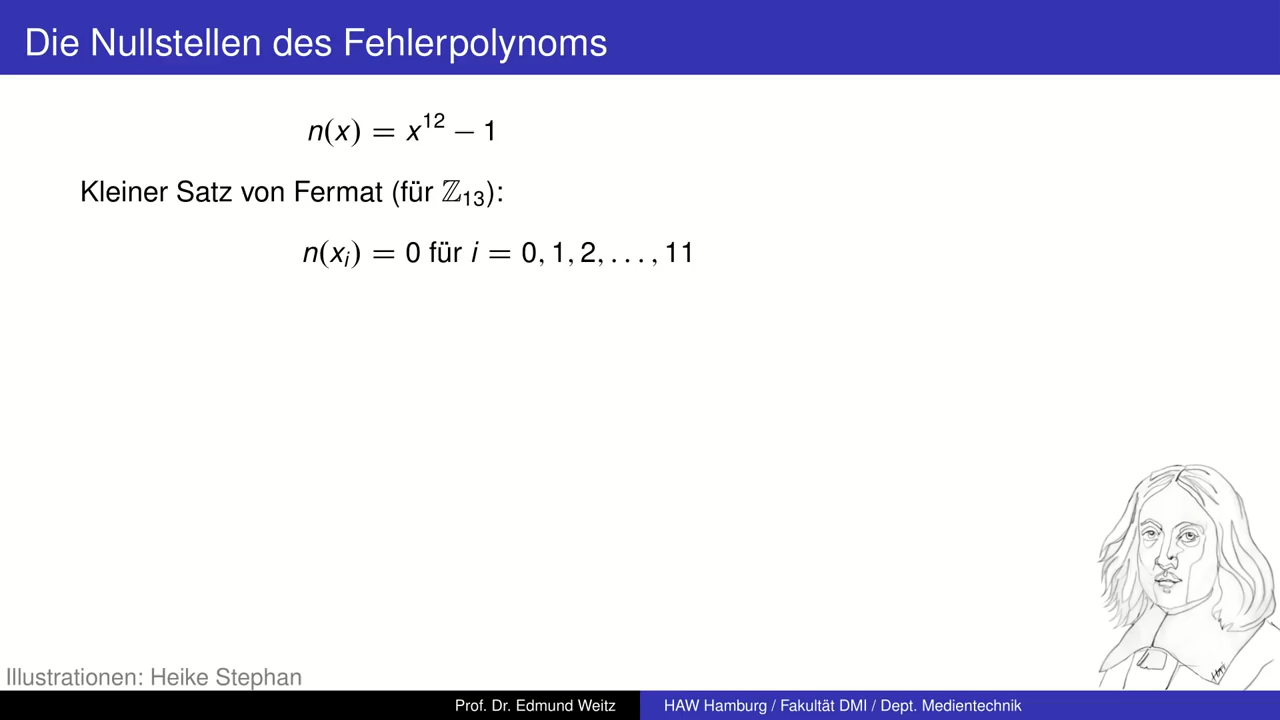 Die Nullstellen des Fehlerpolynoms
n(x) = x¹² − 1
Kleiner Satz von Fermat (für ℤ₁₃):
n(xᵢ) = 0 für i = 0, 1, 2, . . . , 11
Illustrationen: Heike Stephan
Prof. Dr. Edmund Weitz
HAW Hamburg / Fakultät DMI / Dept. Medientechnik